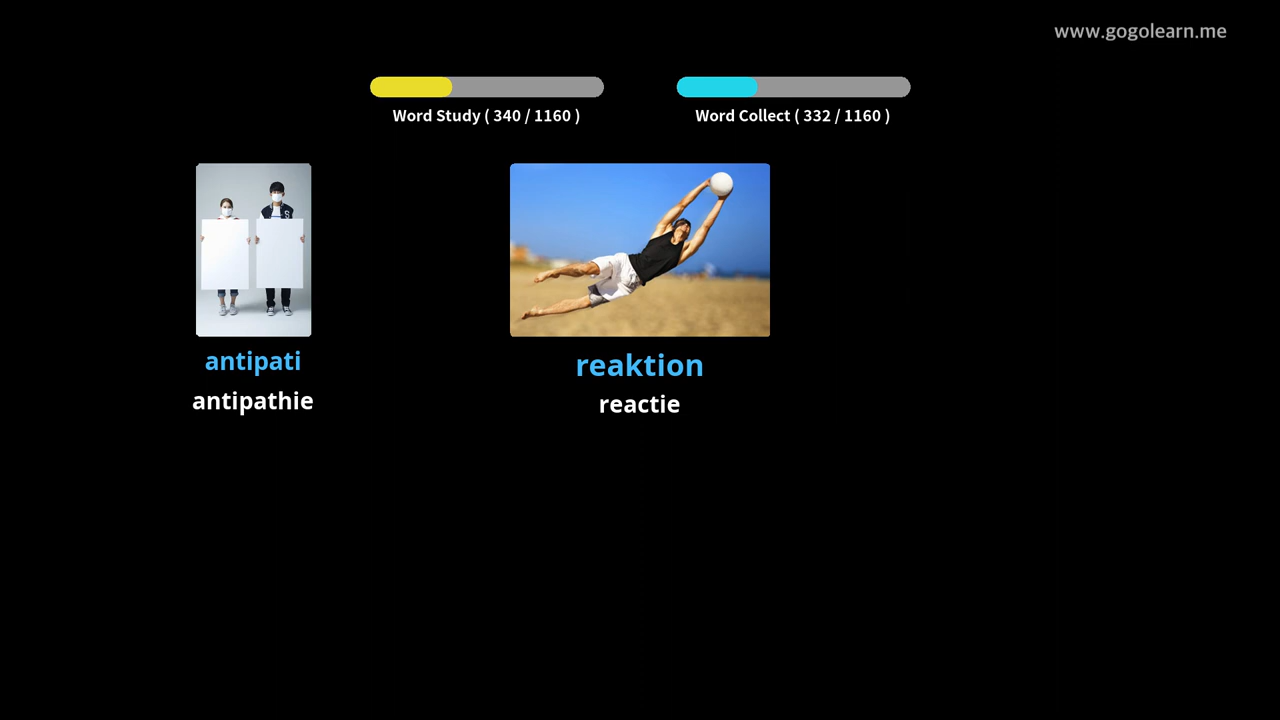 www.gogolearn.me
Word Study ( 340 / 1160 )
Word Collect ( 332 / 1160 )
antipati
antipathie
reaktion
reactie